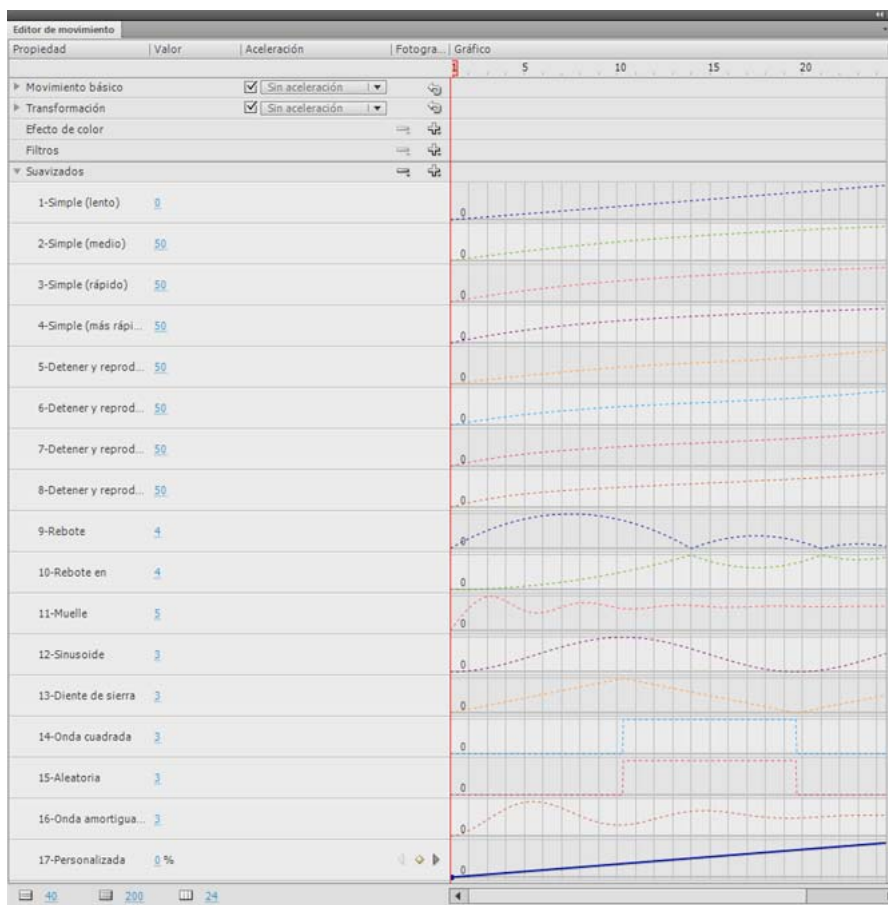 Editor de movimiento
Propiedad Valor Aceleración Fotogra... Gráfico
1 5 10 15 20
Movimiento básico Sin aceleración
Transformación Sin aceleración
Efecto de color
Filtros
Suavizados
1-Simple (lento) 0 0
2-Simple (medio) 50 0
3-Simple (rápido) 50 0
4-Simple (más rápi... 50 0
5-Detener y reprod... 50 0
6-Detener y reprod... 50 0
7-Detener y reprod... 50 0
8-Detener y reprod... 50 0
9-Rebote 4 0
10-Rebote en 4 0
11-Muelle 5 0
12-Sinusoide 3 0
13-Diente de sierra 3 0
14-Onda cuadrada 3 0
15-Aleatoria 3 0
16-Onda amortigua... 3 0
17-Personalizada 0 % 0
40 200 24